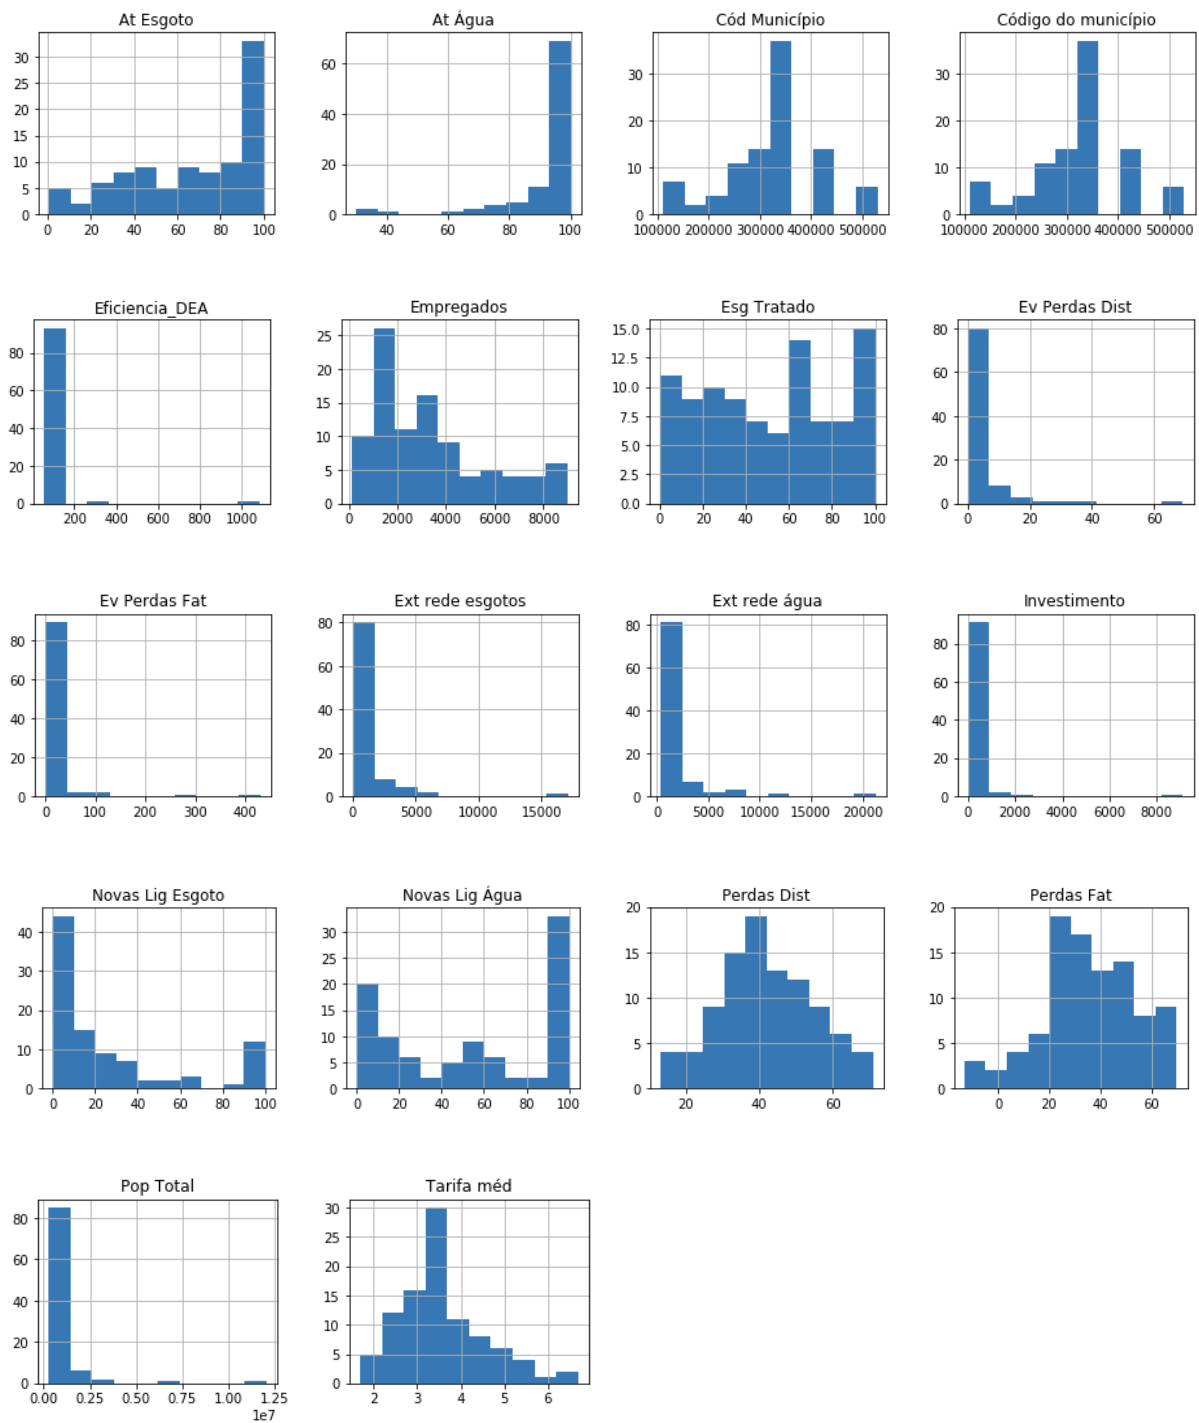 At Esgoto
At Água
Cód Município
Código do município
30
25
20
15
10
5
0
0 20 40 60 80 100
60
40
20
0
40 60 80 100
30
20
10
0
100000 200000 300000 400000 500000
30
20
10
0
100000 200000 300000 400000 500000
Eficiencia_DEA
Empregados
Esg Tratado
Ev Perdas Dist
80
60
40
20
0
200 400 600 800 1000
25
20
15
10
5
0
0 2000 4000 6000 8000
15.0
12.5
10.0
7.5
5.0
2.5
0.0
0 20 40 60 80 100
80
60
40
20
0
0 20 40 60
Ev Perdas Fat
Ext rede esgotos
Ext rede água
Investimento
80
60
40
20
0
0 100 200 300 400
80
60
40
20
0
0 5000 10000 15000
80
60
40
20
0
0 5000 10000 15000 20000
80
60
40
20
0
0 2000 4000 6000 8000
Novas Lig Esgoto
Novas Lig Água
Perdas Dist
Perdas Fat
40
30
20
10
0
0 20 40 60 80 100
30
25
20
15
10
5
0
0 20 40 60 80 100
20
15
10
5
0
20 40 60
20
15
10
5
0
0 20 40 60
Pop Total
Tarifa méd
80
60
40
20
0
0.00 0.25 0.50 0.75 1.00 1.25
1e7
30
25
20
15
10
5
0
2 3 4 5 6